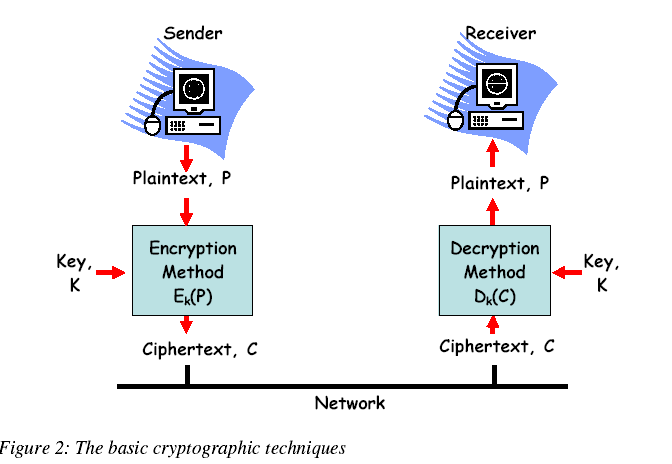 Sender
Receiver
Plaintext, P
Plaintext, P
Key,
K
Encryption
Method
Ek(P)
Decryption
Method
Dk(C)
Key,
K
Ciphertext, C
Ciphertext, C
Network
Figure 2: The basic cryptographic techniques